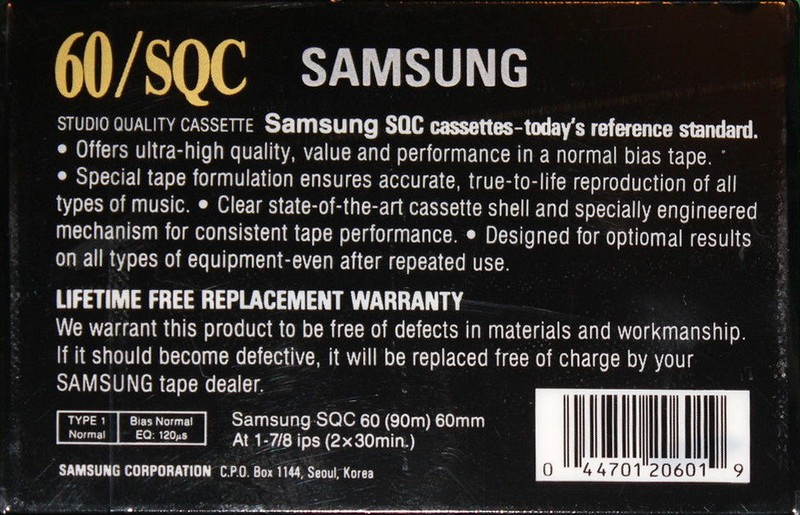 60/SQC SAMSUNG
STUDIO QUALITY CASSETTE Samsung SQC cassettes-today's reference standard.
• Offers ultra-high quality, value and performance in a normal bias tape.
• Special tape formulation ensures accurate, true-to-life reproduction of all
types of music. • Clear state-of-the-art cassette shell and specially engineered
mechanism for consistent tape performance. • Designed for optiomal results
on all types of equipment-even after repeated use.
LIFETIME FREE REPLACEMENT WARRANTY
We warrant this product to be free of defects in materials and workmanship.
If it should become defective, it will be replaced free of charge by your
SAMSUNG tape dealer.
TYPE 1 Bias Normal
Normal EQ: 120μs
Samsung SQC 60 (90m) 60mm
At 1-7/8 ips (2×30min.)
SAMSUNG CORPORATION C.P.O. Box 1144, Seoul, Korea
0 44701 20601 9